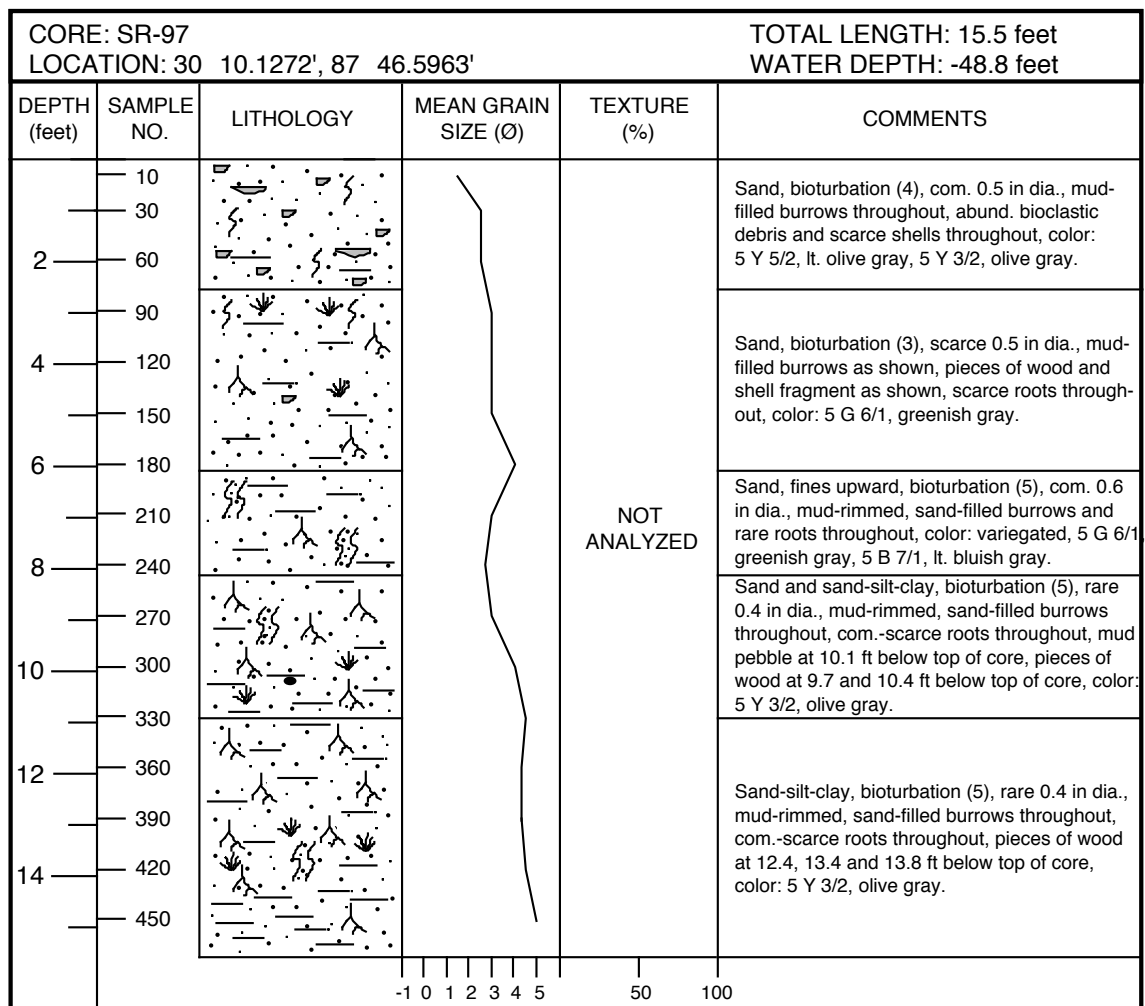 CORE: SR-97
TOTAL LENGTH: 15.5 feet
LOCATION: 30 10.1272', 87 46.5963'
WATER DEPTH: -48.8 feet
DEPTH
(feet)
SAMPLE
NO.
LITHOLOGY
MEAN GRAIN
SIZE (Ø)
TEXTURE
(%)
COMMENTS
2
4
6
8
10
12
14
10
30
60
90
120
150
180
210
240
270
300
330
360
390
420
450
-1 0 1 2 3 4 5
NOT
ANALYZED
50 100
Sand, bioturbation (4), com. 0.5 in dia., mud-
filled burrows throughout, abund. bioclastic
debris and scarce shells throughout, color:
5 Y 5/2, lt. olive gray, 5 Y 3/2, olive gray.
Sand, bioturbation (3), scarce 0.5 in dia., mud-
filled burrows as shown, pieces of wood and
shell fragment as shown, scarce roots through-
out, color: 5 G 6/1, greenish gray.
Sand, fines upward, bioturbation (5), com. 0.6
in dia., mud-rimmed, sand-filled burrows and
rare roots throughout, color: variegated, 5 G 6/1,
greenish gray, 5 B 7/1, lt. bluish gray.
Sand and sand-silt-clay, bioturbation (5), rare
0.4 in dia., mud-rimmed, sand-filled burrows
throughout, com.-scarce roots throughout, mud
pebble at 10.1 ft below top of core, pieces of
wood at 9.7 and 10.4 ft below top of core, color:
5 Y 3/2, olive gray.
Sand-silt-clay, bioturbation (5), rare 0.4 in dia.,
mud-rimmed, sand-filled burrows throughout,
com.-scarce roots throughout, pieces of wood
at 12.4, 13.4 and 13.8 ft below top of core,
color: 5 Y 3/2, olive gray.